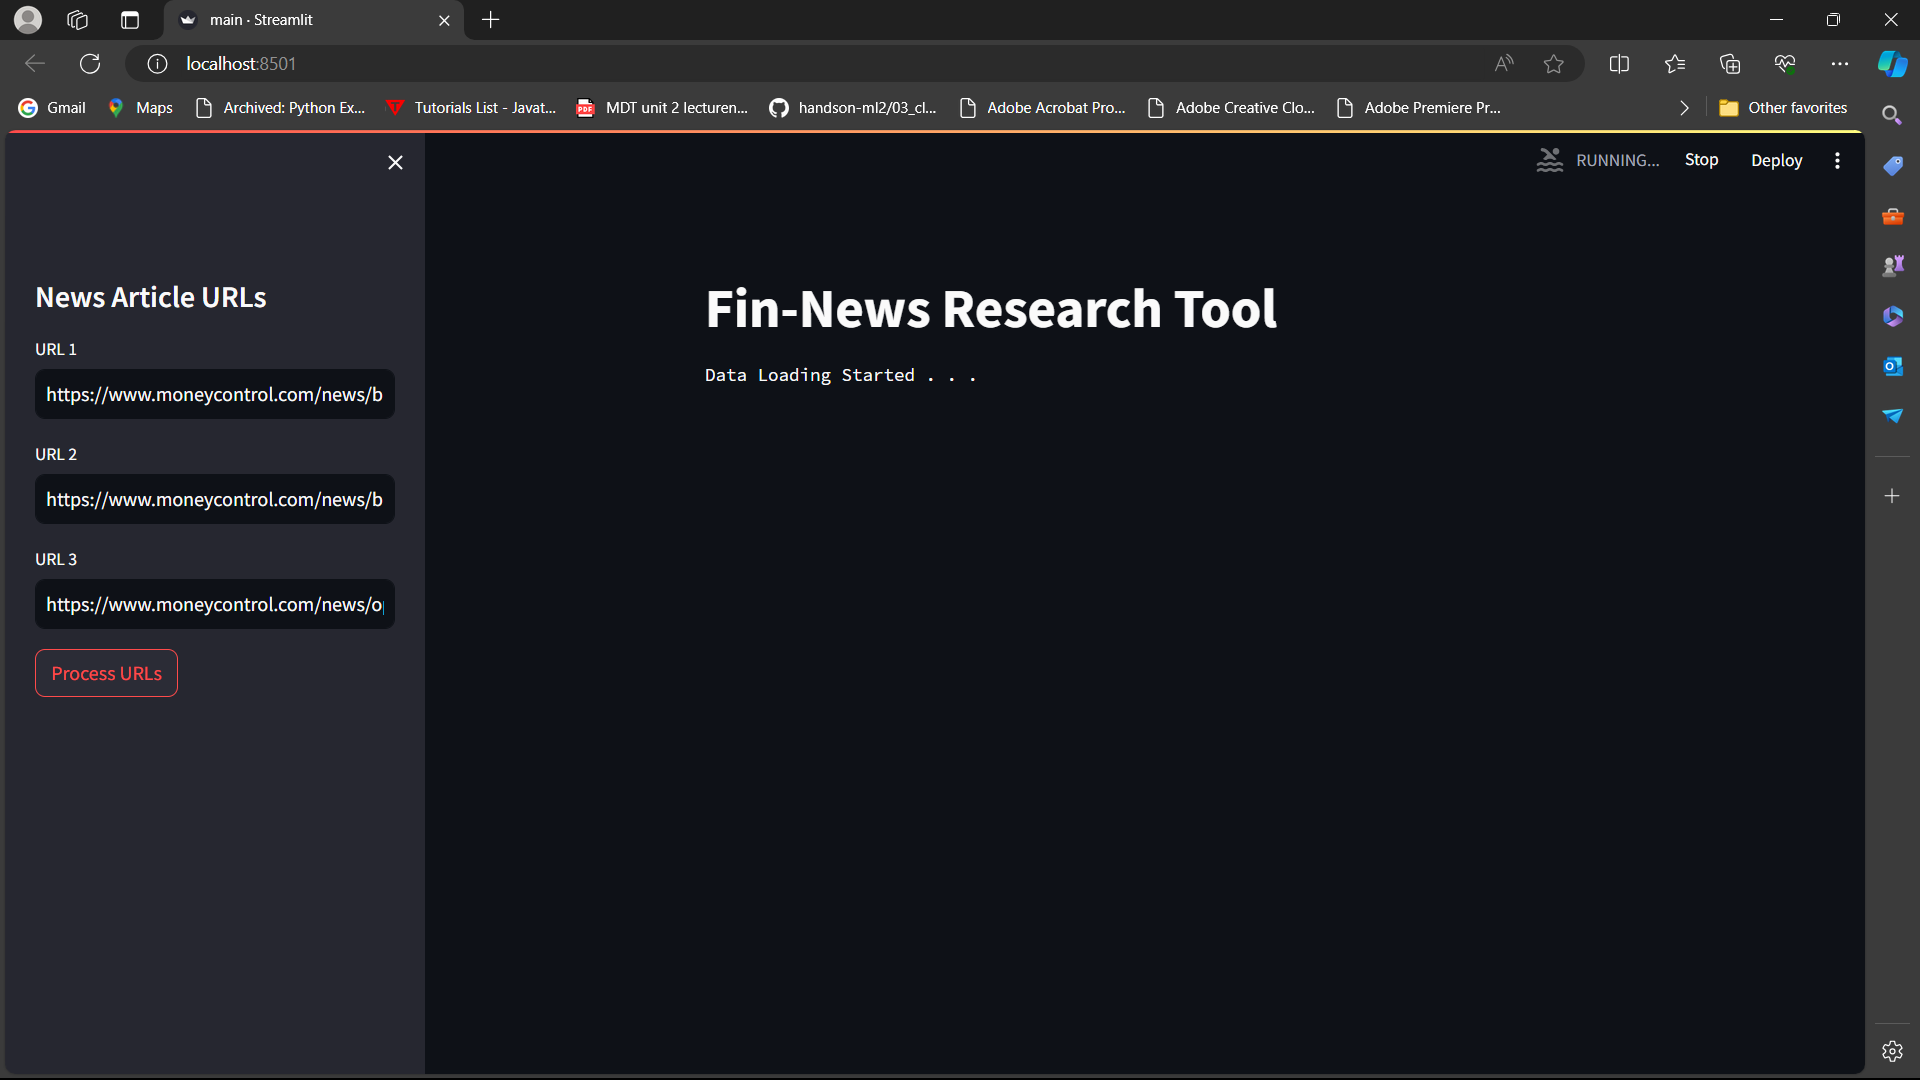 main · Streamlit
localhost:8501
Gmail
Maps
Archived: Python Ex...
Tutorials List - Javat...
MDT unit 2 lecturen...
handson-ml2/03_cl...
Adobe Acrobat Pro...
Adobe Creative Clo...
Adobe Premiere Pr...
Other favorites
RUNNING...
Stop
Deploy
News Article URLs
URL 1
https://www.moneycontrol.com/news/b
URL 2
https://www.moneycontrol.com/news/b
URL 3
https://www.moneycontrol.com/news/o
Process URLs
Fin-News Research Tool
Data Loading Started . . .